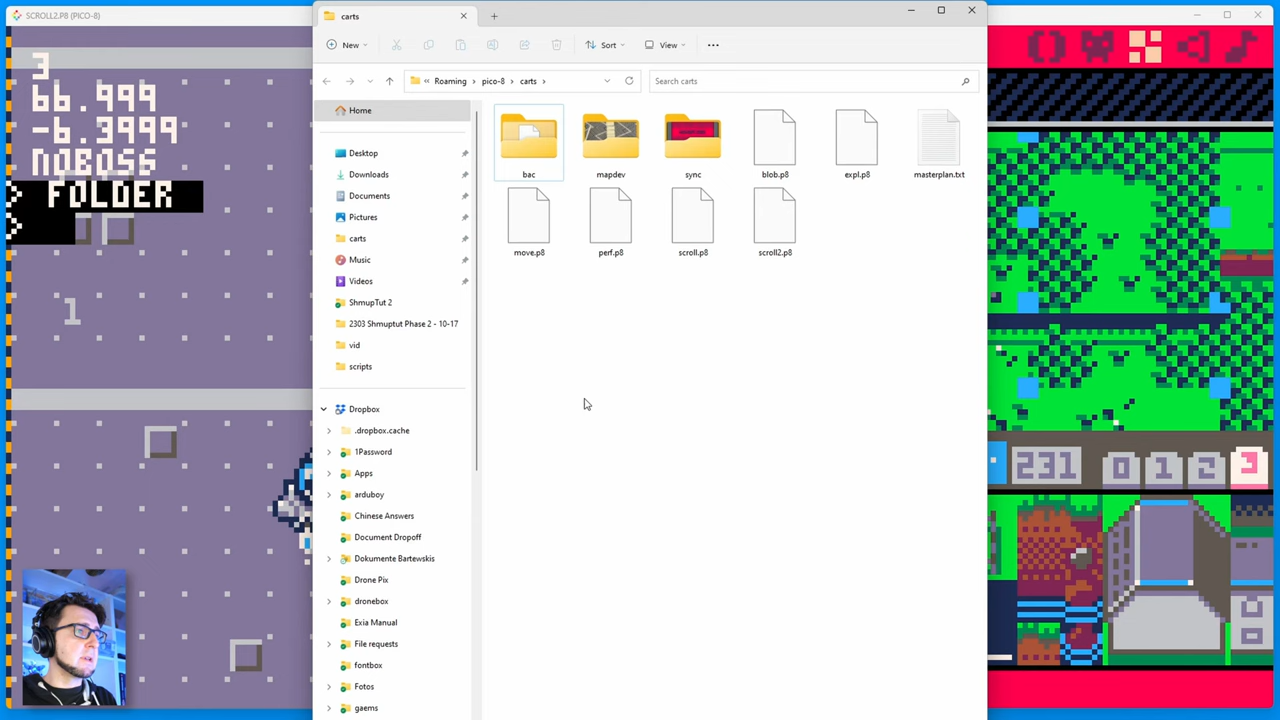 SCROLL2.P8 (PICO-8)
3
66.999
-6.3999
NOBOSS
> FOLDER
>
1
carts
New
Sort
View
Roaming
pico-8
carts
Search carts
Home
Desktop
Downloads
Documents
Pictures
carts
Music
Videos
ShmupTut 2
2303 Shmuptut Phase 2 - 10-17
vid
scripts
Dropbox
.dropbox.cache
1Password
Apps
arduboy
Chinese Answers
Document Dropoff
Dokumente Bartewskis
Drone Pix
dronebox
Exia Manual
File requests
fontbox
Fotos
gaems
bac
mapdev
sync
blob.p8
expl.p8
masterplan.txt
move.p8
perf.p8
scroll.p8
scroll2.p8
231
0 1 2 3